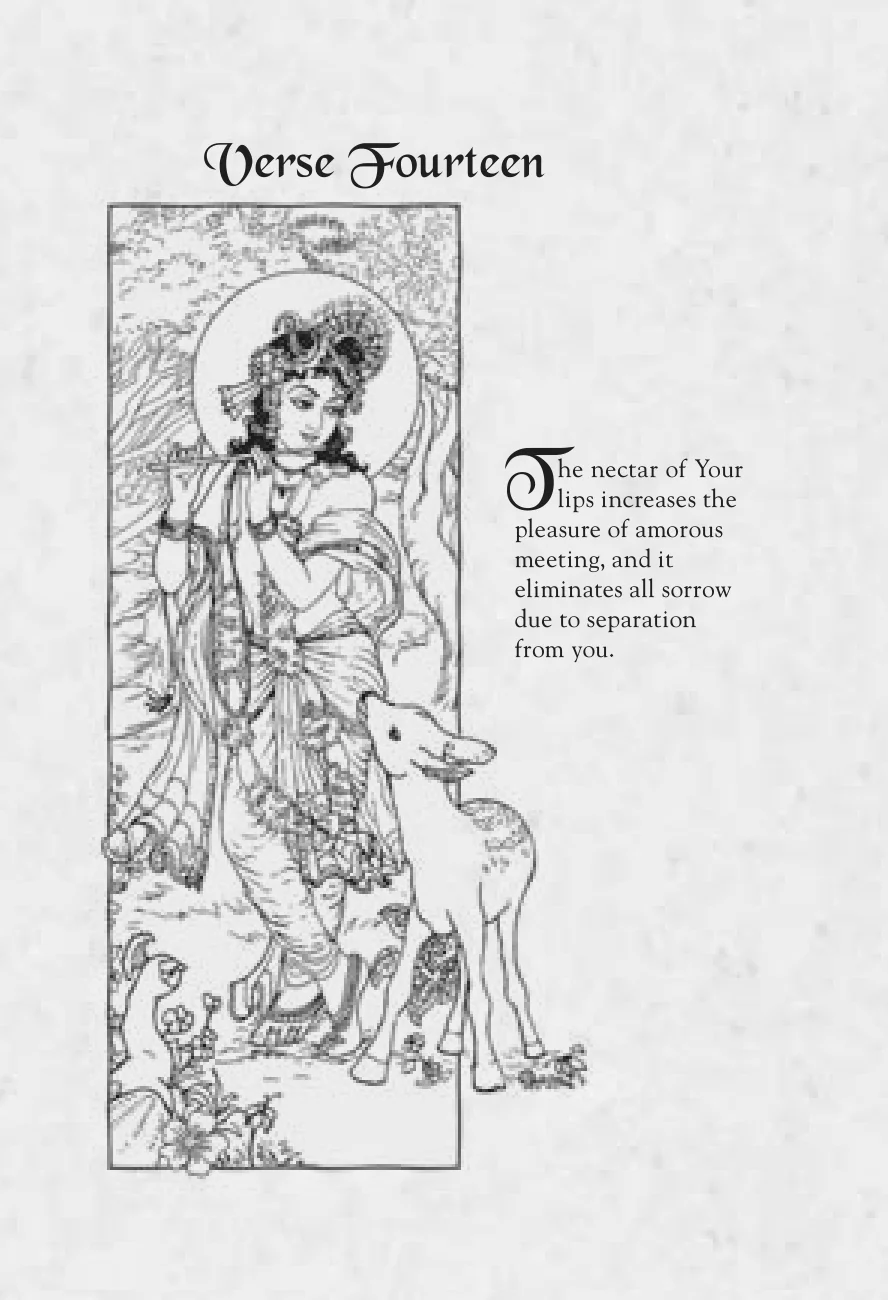 Verse Fourteen
The nectar of Your
lips increases the
pleasure of amorous
meeting, and it
eliminates all sorrow
due to separation
from you.